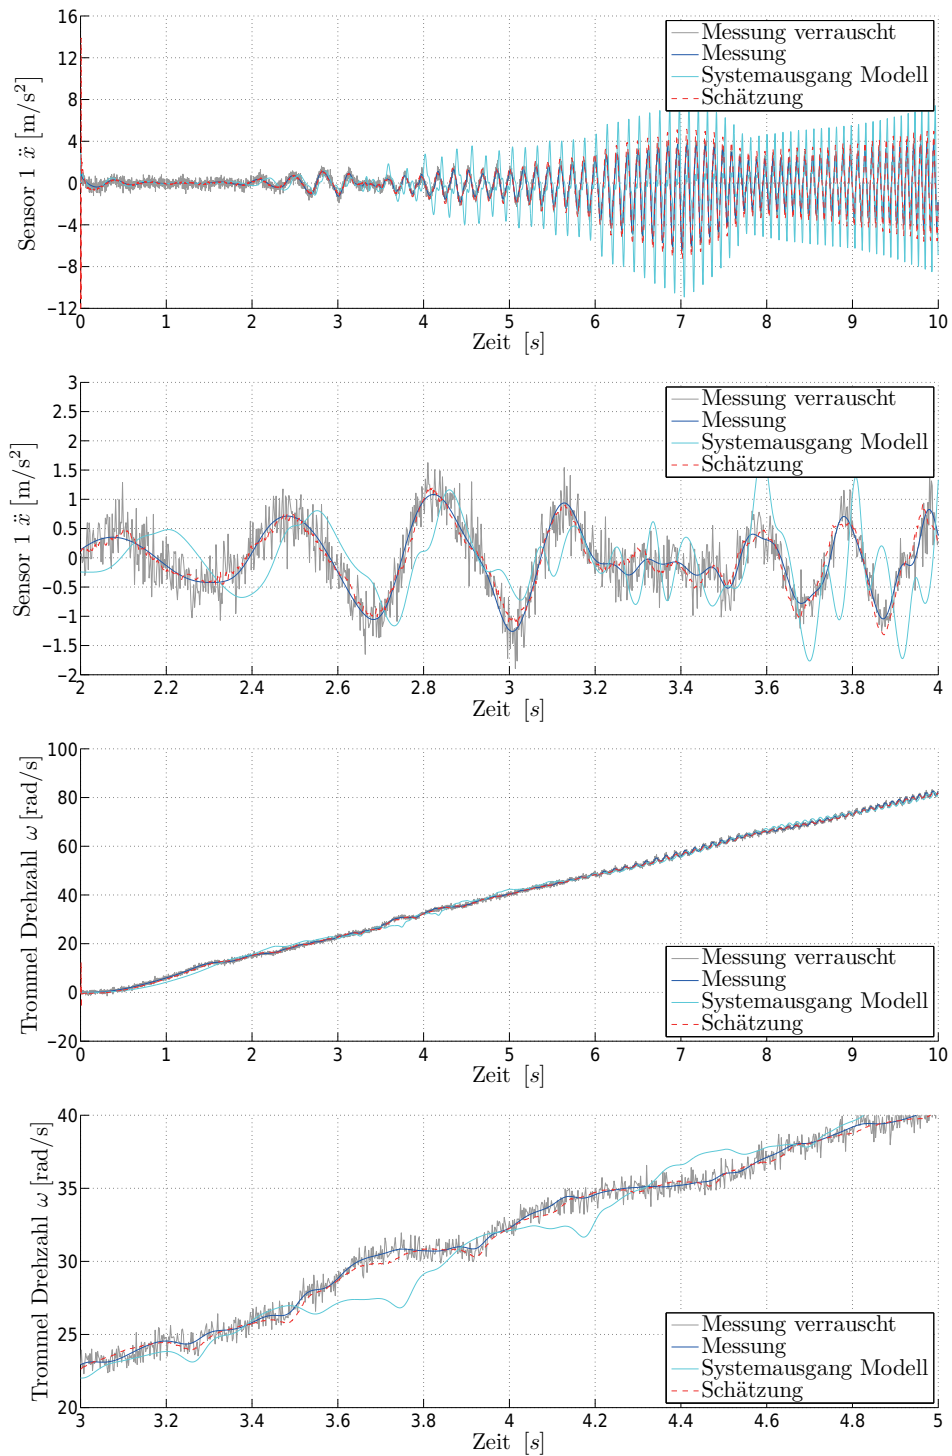 16
12
8
4
0
−4
−8
−12
Sensor 1 ẍ [m/s²]
Messung verrauscht
Messung
Systemausgang Modell
Schätzung
0 1 2 3 4 5 6 7 8 9 10
Zeit [s]
3
2.5
2
1.5
1
0.5
0
−0.5
−1
−1.5
−2
Sensor 1 ẍ [m/s²]
Messung verrauscht
Messung
Systemausgang Modell
Schätzung
2 2.2 2.4 2.6 2.8 3 3.2 3.4 3.6 3.8 4
Zeit [s]
100
80
60
40
20
0
−20
Trommel Drehzahl ω [rad/s]
Messung verrauscht
Messung
Systemausgang Modell
Schätzung
0 1 2 3 4 5 6 7 8 9 10
Zeit [s]
40
35
30
25
20
Trommel Drehzahl ω [rad/s]
Messung verrauscht
Messung
Systemausgang Modell
Schätzung
3 3.2 3.4 3.6 3.8 4 4.2 4.4 4.6 4.8 5
Zeit [s]